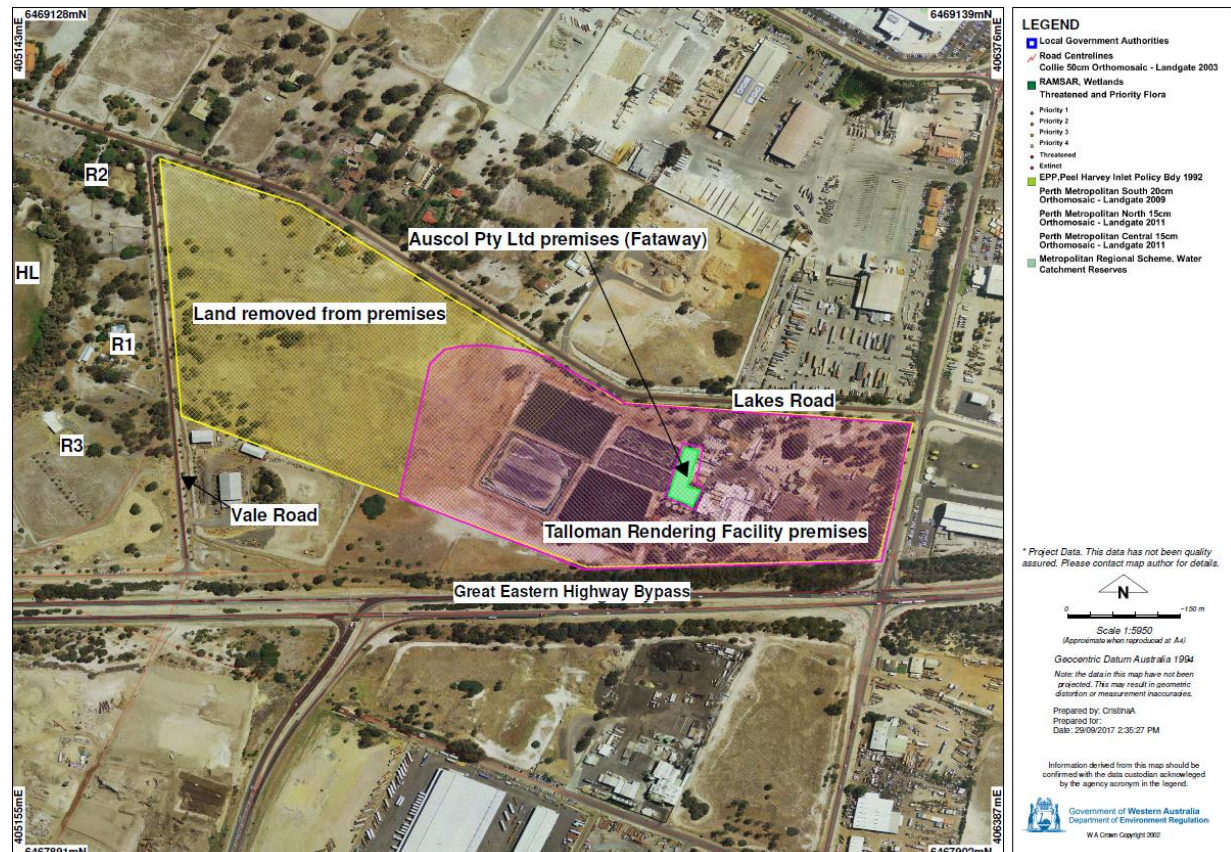 6469128mN
6469139mN
405143mE
406376mE
R2
Auscol Pty Ltd premises (Fataway)
HL
Land removed from premises
R1
Lakes Road
R3
Vale Road
Talloman Rendering Facility premises
Great Eastern Highway Bypass
405155mE
406387mE
6467891mN
6467902mN
LEGEND
Local Government Authorities
Road Centrelines
Collie 50cm Orthomosaic - Landgate 2003
RAMSAR, Wetlands
Threatened and Priority Flora
Priority 1
Priority 2
Priority 3
Priority 4
Threatened
Extinct
EPP,Peel Harvey Inlet Policy Bdy 1992
Perth Metropolitan South 20cm
Orthomosaic - Landgate 2009
Perth Metropolitan North 15cm
Orthomosaic - Landgate 2011
Perth Metropolitan Central 15cm
Orthomosaic - Landgate 2011
Metropolitan Regional Scheme, Water
Catchment Reserves
* Project Data. This data has not been quality
assured. Please contact map author for details.
N
0 ~150 m
Scale 1:5950
(Approximate when reproduced at A4)
Geocentric Datum Australia 1994
Note: the data in this map have not been
projected. This may result in geometric
distortion or measurement inaccuracies.
Prepared by: CristinaA
Prepared for:
Date: 29/09/2017 2:35:27 PM
Information derived from this map should be
confirmed with the data custodian acknowleged
by the agency acronym in the legend.
Government of Western Australia
Department of Environment Regulation
WA Crown Copyright 2002